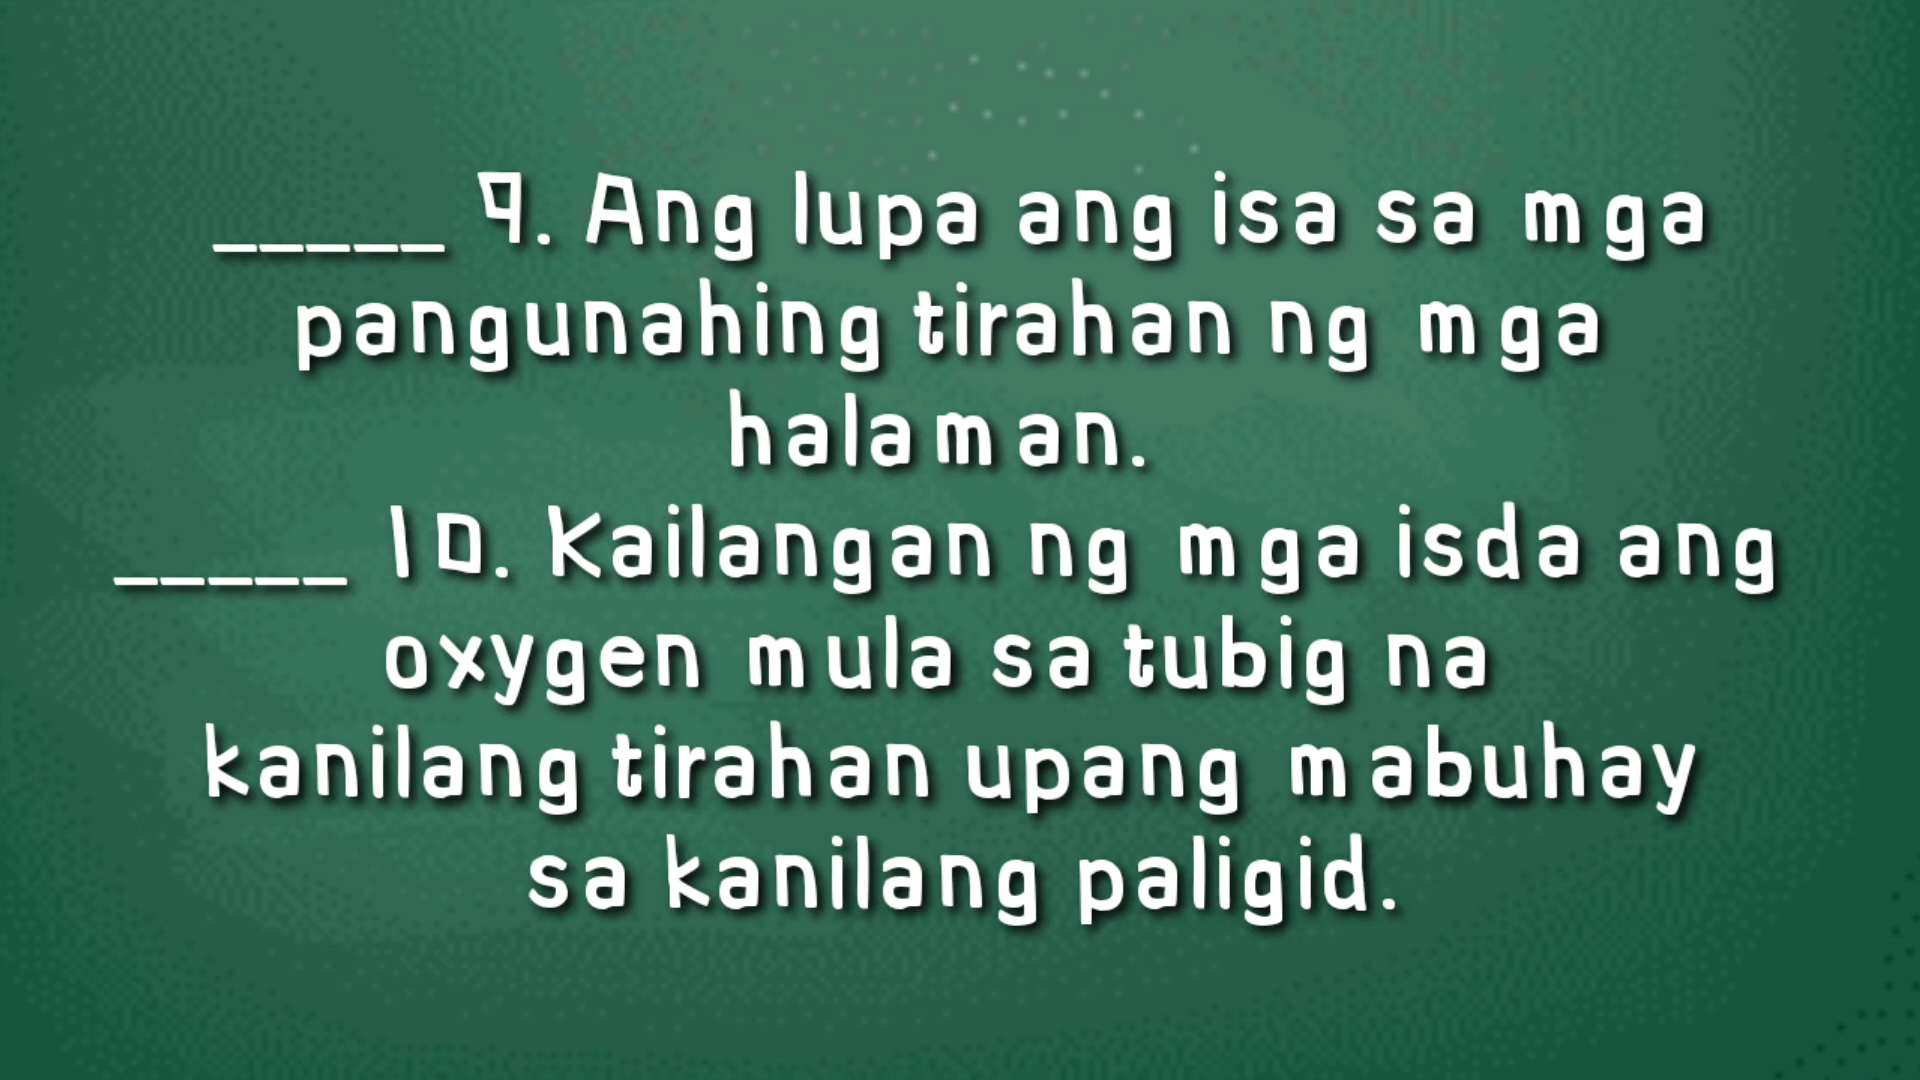 _____ 9. Ang lupa ang isa sa mga
pangunahing tirahan ng mga
halaman.
_____ 10. Kailangan ng mga isda ang
oxygen mula sa tubig na
kanilang tirahan upang mabuhay
sa kanilang paligid.